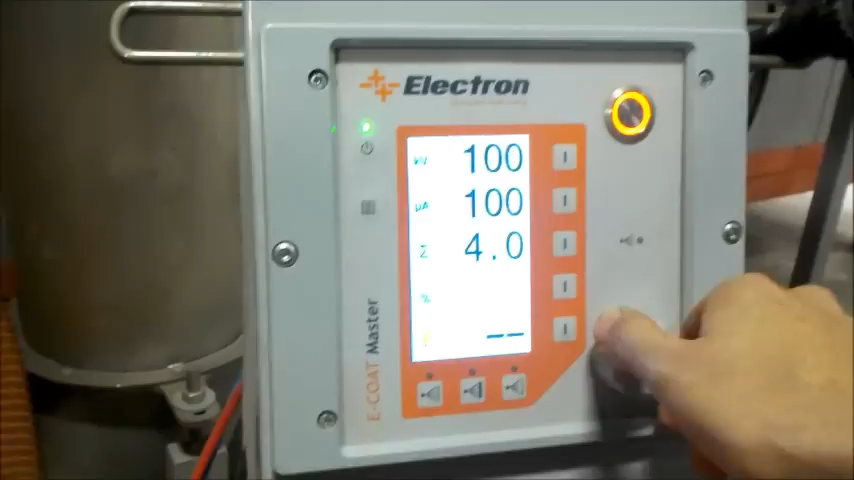 Electron
kV 100
µA 100
Σ 4.0
%
--
E-COAT Master